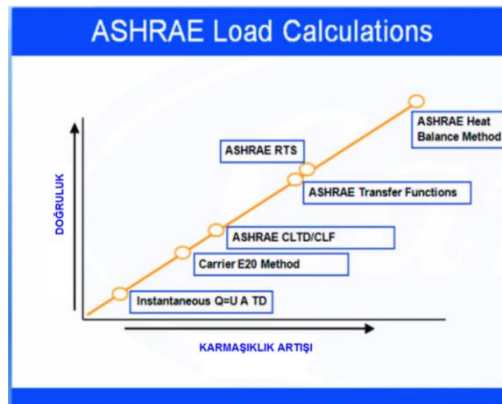 ASHRAE Load Calculations
ASHRAE Heat
Balance Method
ASHRAE RTS
ASHRAE Transfer Functions
ASHRAE CLTD/CLF
Carrier E20 Method
Instantaneous Q=U A TD
DOĞRULUK
KARMAŞIKLIK ARTIŞI